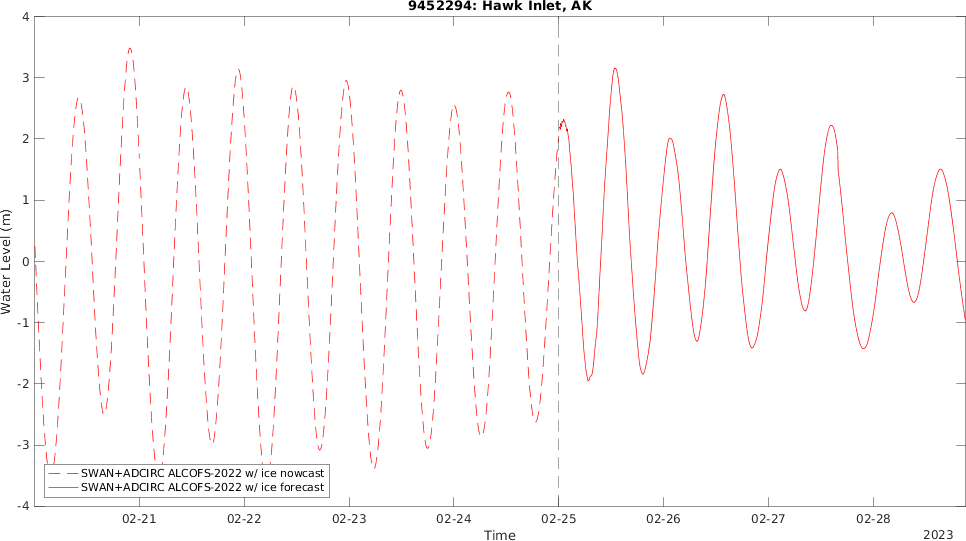 9452294: Hawk Inlet, AK
Water Level (m)
4
3
2
1
0
-1
-2
-3
-4
SWAN+ADCIRC ALCOFS-2022 w/ ice nowcast
SWAN+ADCIRC ALCOFS-2022 w/ ice forecast
02-21 02-22 02-23 02-24 02-25 02-26 02-27 02-28
Time
2023